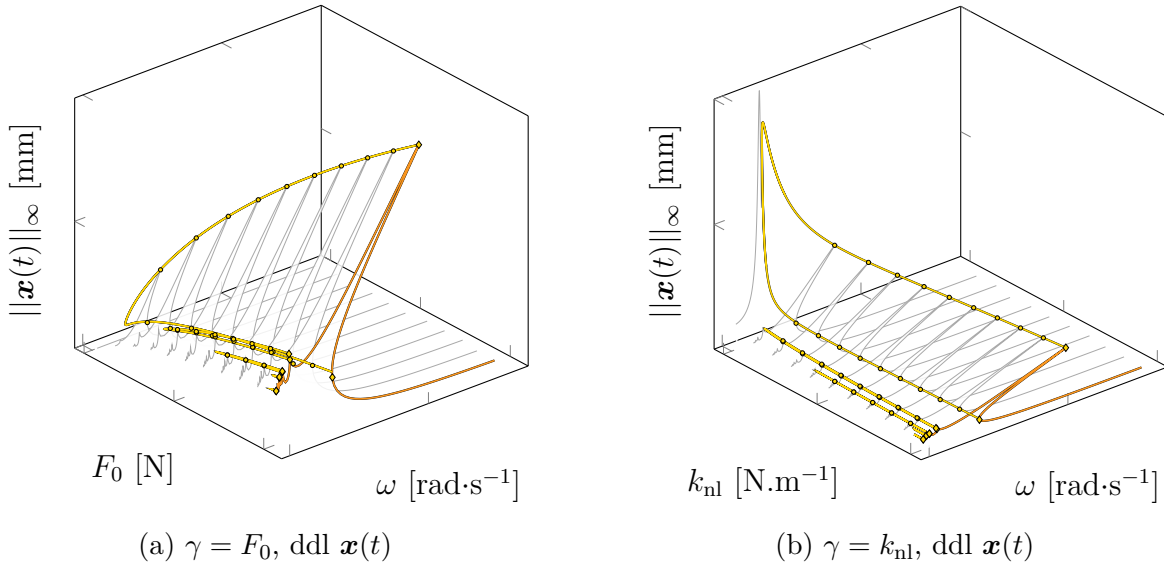 ||𝒙(t)||∞ [mm]
F₀ [N]
ω [rad·s⁻¹]
(a) γ = F₀, ddl 𝒙(t)
||𝒙(t)||∞ [mm]
kₙₗ [N.m⁻¹]
ω [rad·s⁻¹]
(b) γ = kₙₗ, ddl 𝒙(t)